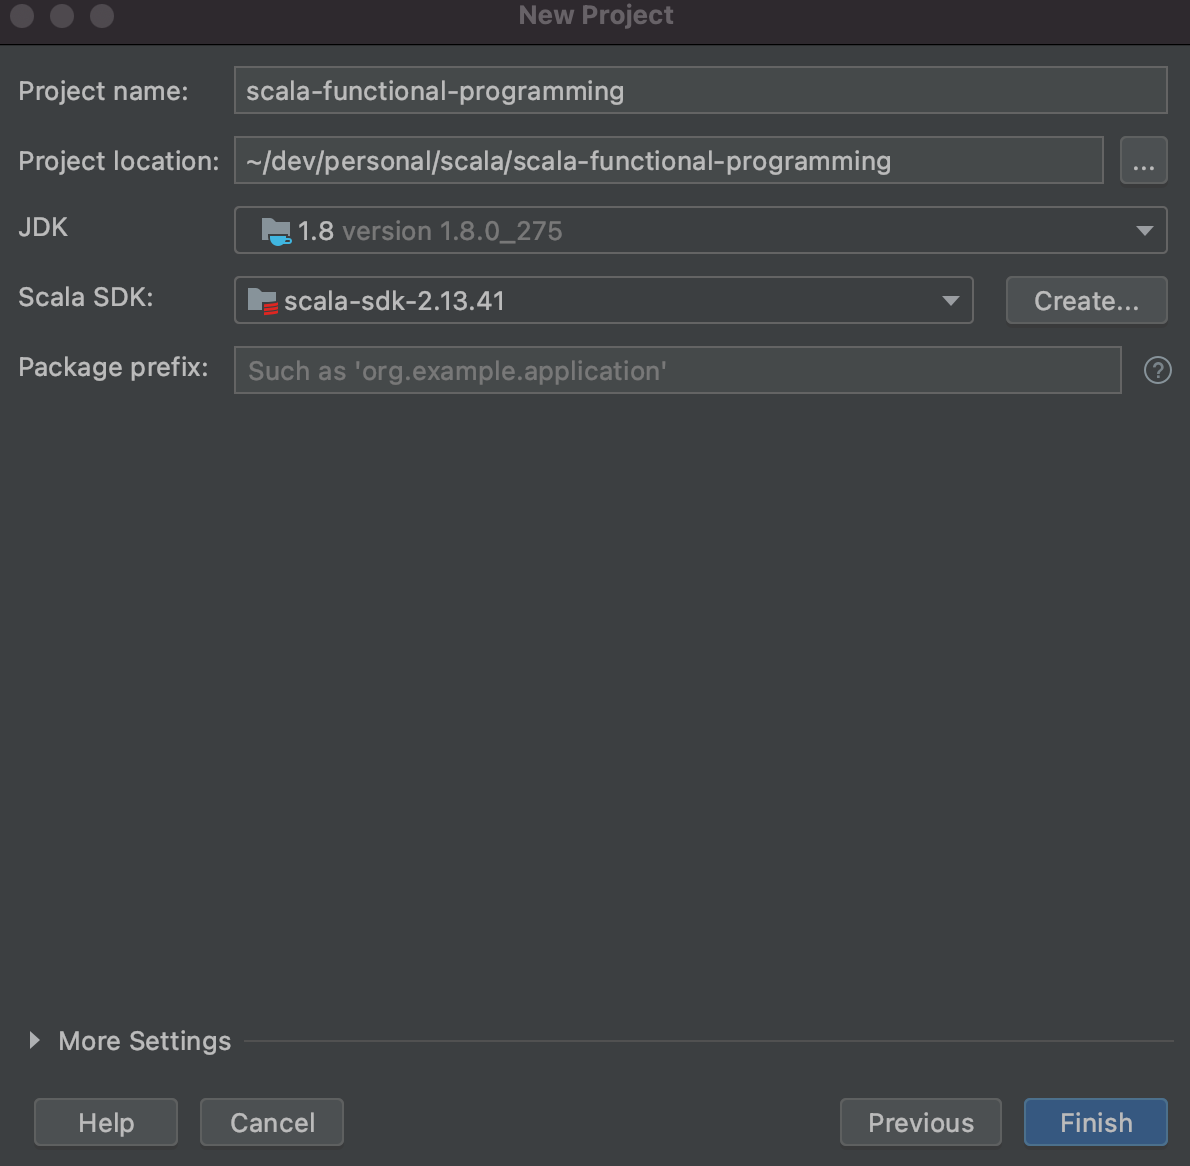 New Project
Project name: scala-functional-programming
Project location: ~/dev/personal/scala/scala-functional-programming ...
JDK 1.8 version 1.8.0_275
Scala SDK: scala-sdk-2.13.41 Create...
Package prefix: Such as 'org.example.application' ?
More Settings
Help Cancel Previous Finish